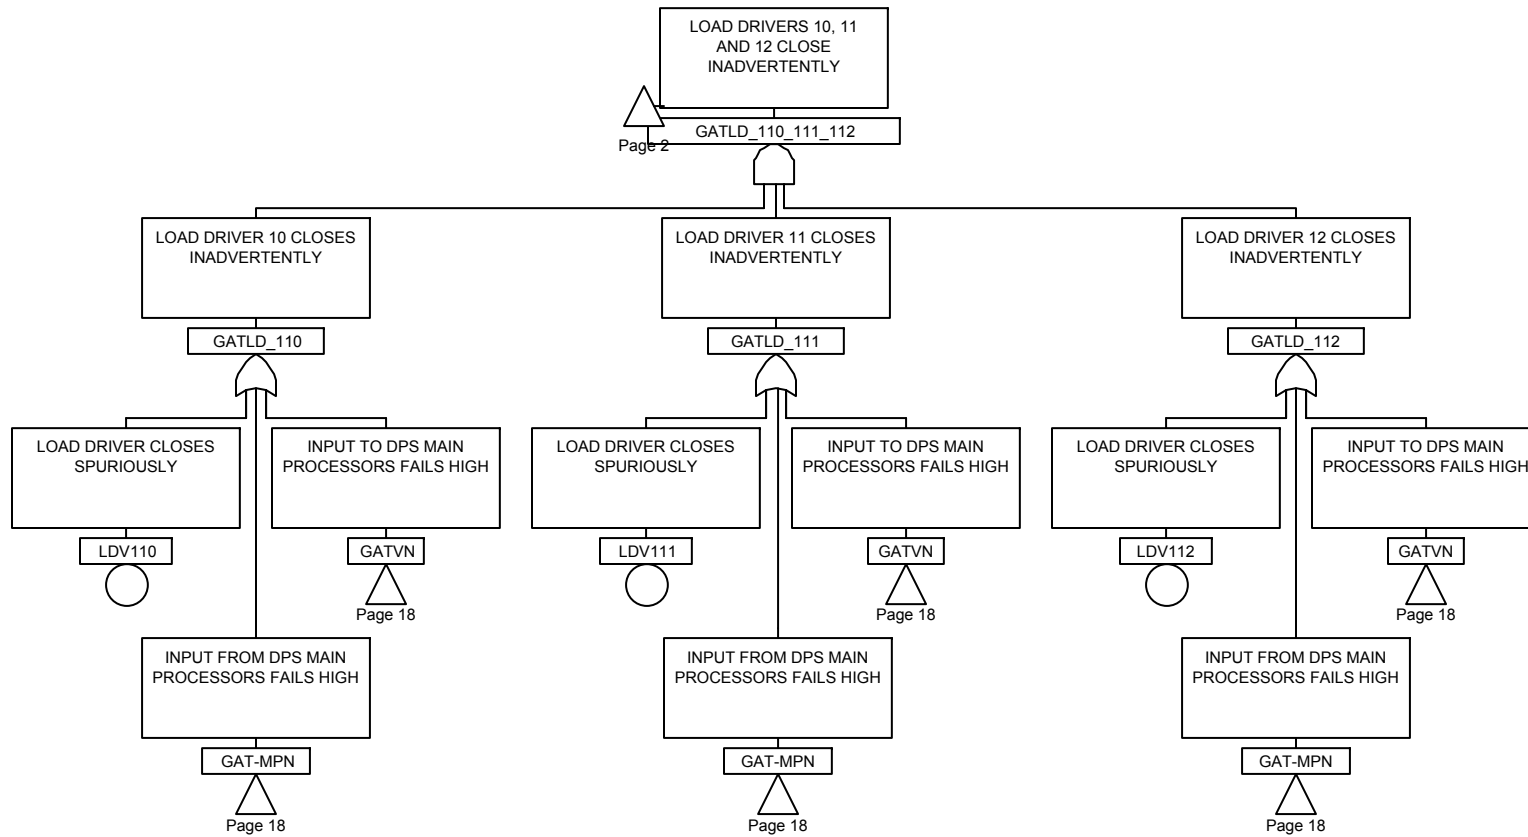 LOAD DRIVERS 10, 11
AND 12 CLOSE
INADVERTENTLY
GATLD_110_111_112
Page 2
LOAD DRIVER 10 CLOSES
INADVERTENTLY
GATLD_110
LOAD DRIVER 11 CLOSES
INADVERTENTLY
GATLD_111
LOAD DRIVER 12 CLOSES
INADVERTENTLY
GATLD_112
LOAD DRIVER CLOSES
SPURIOUSLY
LDV110
INPUT TO DPS MAIN
PROCESSORS FAILS HIGH
GATVN
Page 18
LOAD DRIVER CLOSES
SPURIOUSLY
LDV111
INPUT TO DPS MAIN
PROCESSORS FAILS HIGH
GATVN
Page 18
LOAD DRIVER CLOSES
SPURIOUSLY
LDV112
INPUT TO DPS MAIN
PROCESSORS FAILS HIGH
GATVN
Page 18
INPUT FROM DPS MAIN
PROCESSORS FAILS HIGH
GAT-MPN
Page 18
INPUT FROM DPS MAIN
PROCESSORS FAILS HIGH
GAT-MPN
Page 18
INPUT FROM DPS MAIN
PROCESSORS FAILS HIGH
GAT-MPN
Page 18